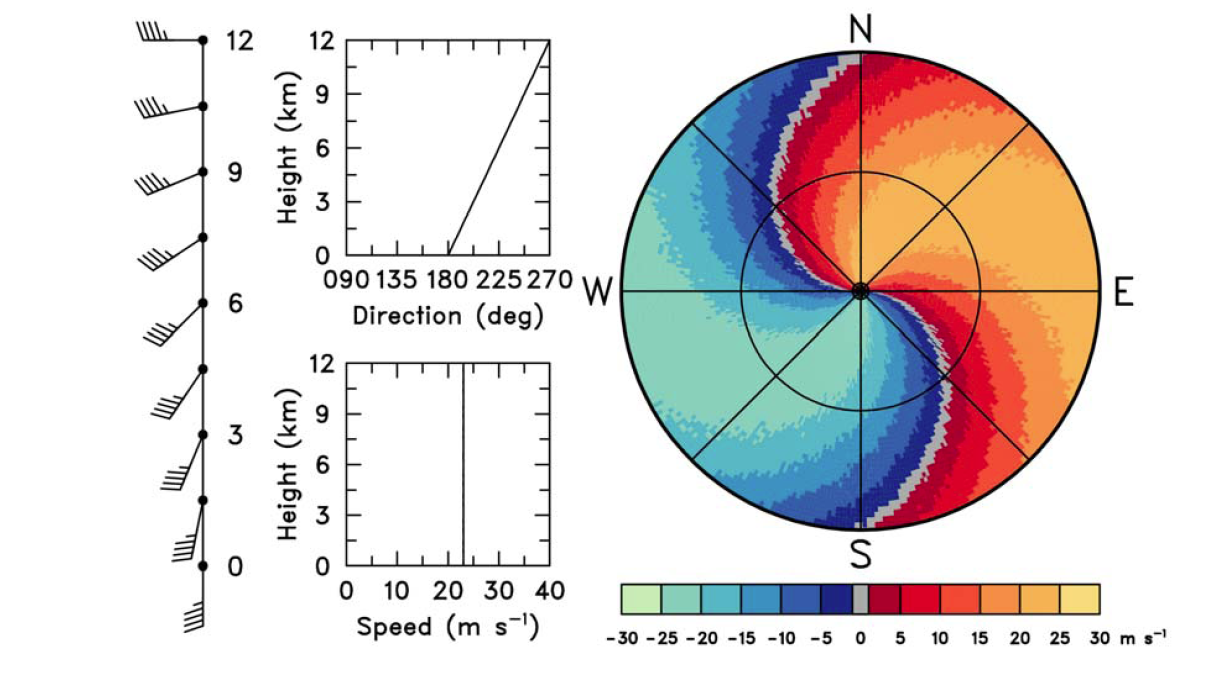 12
9
6
3
0
12
9
6
3
0
090 135 180 225 270
Height (km)
Direction (deg)
12
9
6
3
0
0 10 20 30 40
Height (km)
Speed (m s⁻¹)
N
W
E
S
-30 -25 -20 -15 -10 -5 0 5 10 15 20 25 30 m s⁻¹